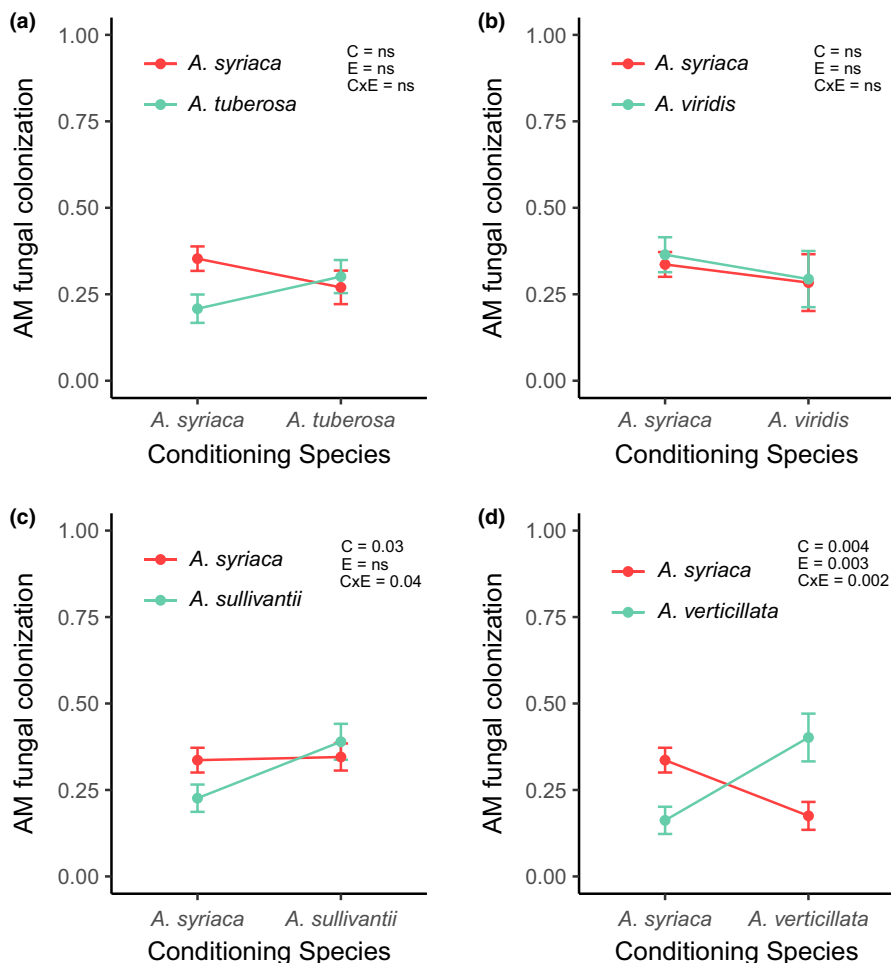 (a)
1.00
0.75
0.50
0.25
0.00
AM fungal colonization
A. syriaca
A. tuberosa
C = ns
E = ns
CxE = ns
A. syriaca A. tuberosa
Conditioning Species
(b)
1.00
0.75
0.50
0.25
0.00
AM fungal colonization
A. syriaca
A. viridis
C = ns
E = ns
CxE = ns
A. syriaca A. viridis
Conditioning Species
(c)
1.00
0.75
0.50
0.25
0.00
AM fungal colonization
A. syriaca
A. sullivantii
C = 0.03
E = ns
CxE = 0.04
A. syriaca A. sullivantii
Conditioning Species
(d)
1.00
0.75
0.50
0.25
0.00
AM fungal colonization
A. syriaca
A. verticillata
C = 0.004
E = 0.003
CxE = 0.002
A. syriaca A. verticillata
Conditioning Species